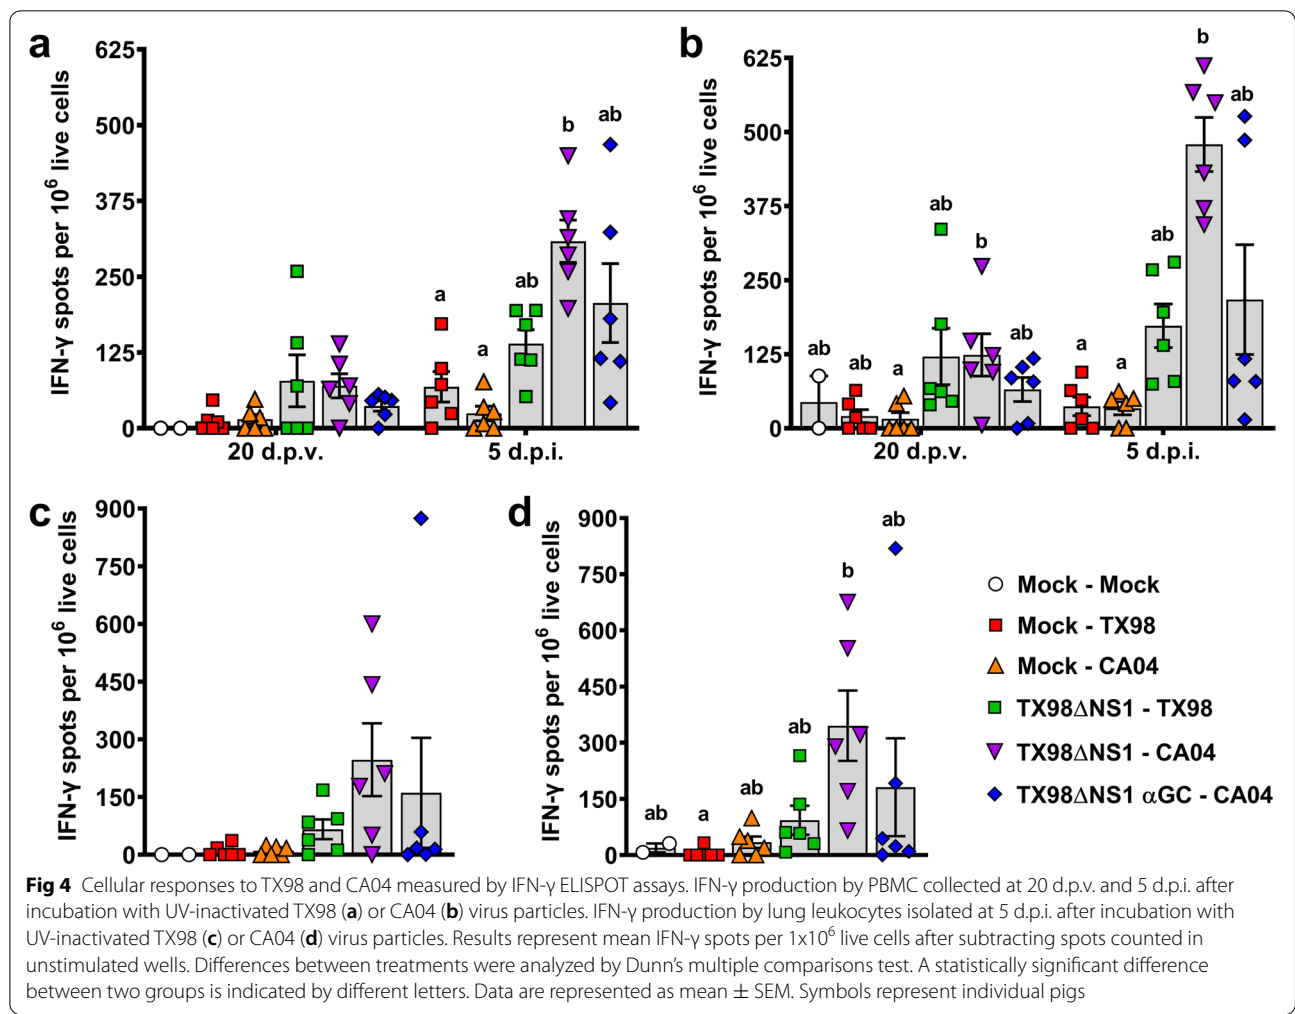 a
IFN-γ spots per 10⁶ live cells
625
500
375
250
125
0
20 d.p.v.
5 d.p.i.
a
a
ab
b
ab
b
IFN-γ spots per 10⁶ live cells
625
500
375
250
125
0
20 d.p.v.
5 d.p.i.
ab
ab
a
ab
b
ab
a
a
ab
b
ab
c
IFN-γ spots per 10⁶ live cells
900
750
600
450
300
150
0
d
IFN-γ spots per 10⁶ live cells
900
750
600
450
300
150
0
ab
a
ab
ab
b
ab
Mock - Mock
Mock - TX98
Mock - CA04
TX98ΔNS1 - TX98
TX98ΔNS1 - CA04
TX98ΔNS1 αGC - CA04
Fig 4 Cellular responses to TX98 and CA04 measured by IFN-γ ELISPOT assays. IFN-γ production by PBMC collected at 20 d.p.v. and 5 d.p.i. after
incubation with UV-inactivated TX98 (a) or CA04 (b) virus particles. IFN-γ production by lung leukocytes isolated at 5 d.p.i. after incubation with
UV-inactivated TX98 (c) or CA04 (d) virus particles. Results represent mean IFN-γ spots per 1x10⁶ live cells after subtracting spots counted in
unstimulated wells. Differences between treatments were analyzed by Dunn's multiple comparisons test. A statistically significant difference
between two groups is indicated by different letters. Data are represented as mean ± SEM. Symbols represent individual pigs